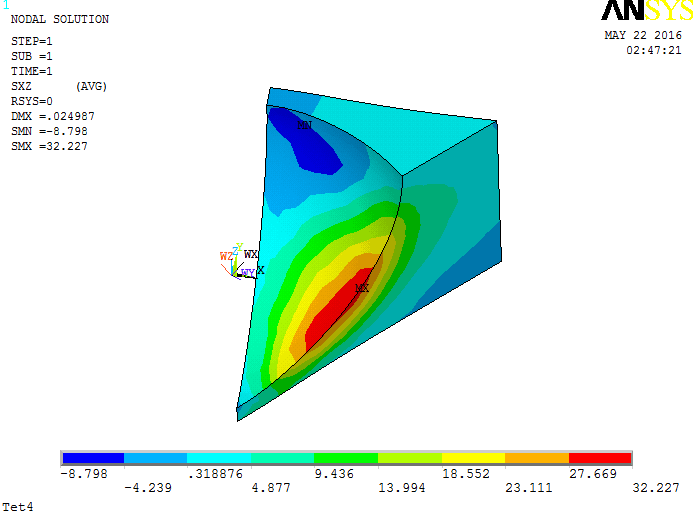 1
NODAL SOLUTION
STEP=1
SUB =1
TIME=1
SXZ (AVG)
RSYS=0
DMX =.024987
SMN =-8.798
SMX =32.227
ANSYS
MAY 22 2016
02:47:21
MN
MX
WZ Z Y WX
WY X
-8.798 .318876 9.436 18.552 27.669
-4.239 4.877 13.994 23.111 32.227
Tet4